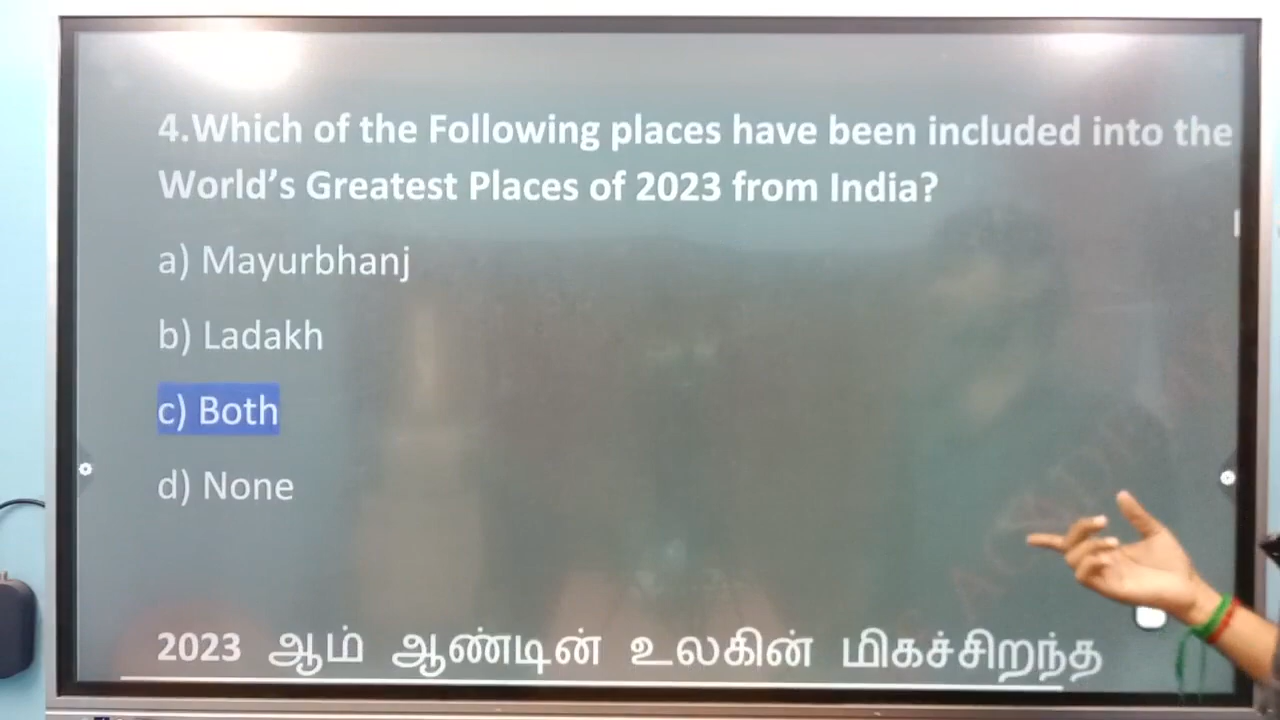 4.Which of the Following places have been included into the
World’s Greatest Places of 2023 from India?
a) Mayurbhanj
b) Ladakh
c) Both
d) None
2023 ஆம் ஆண்டின் உலகின் மிகச்சிறந்த